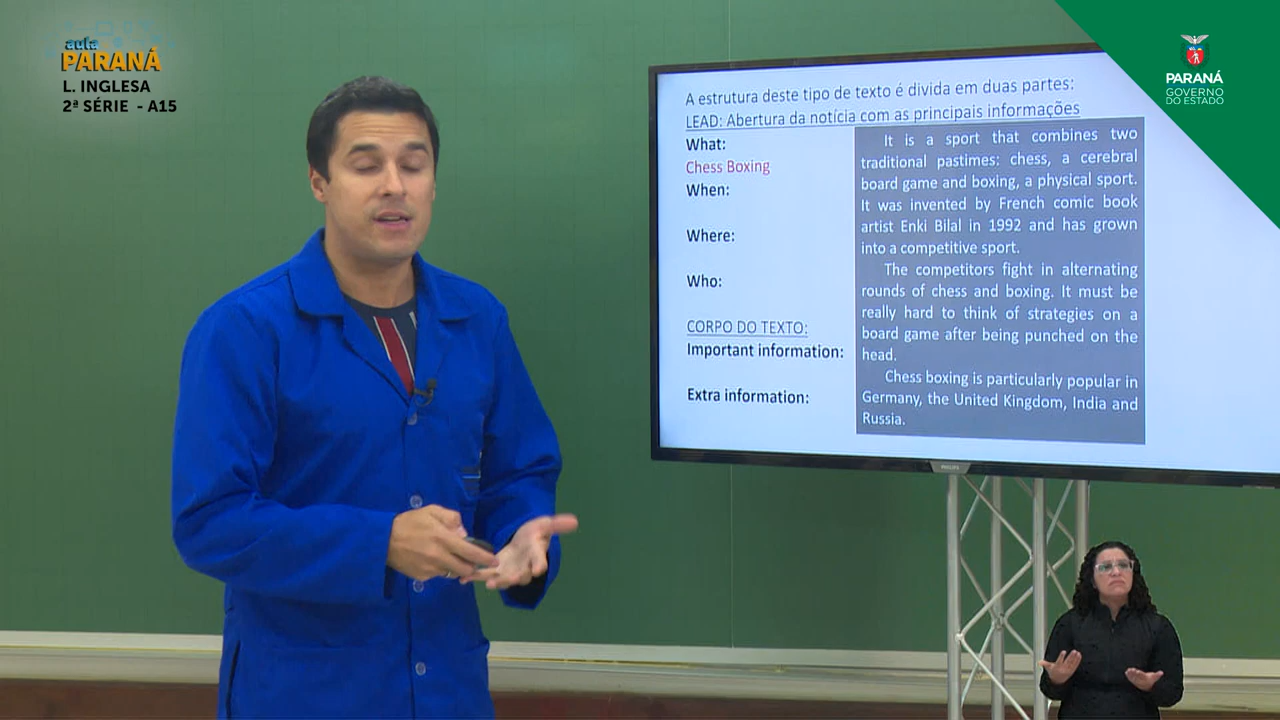 aula
PARANÁ
L. INGLESA
2ª SÉRIE - A15
PARANÁ
GOVERNO
DO ESTADO
A estrutura deste tipo de texto é divida em duas partes:
LEAD: Abertura da notícia com as principais informações
What:
Chess Boxing
When:
Where:
Who:
CORPO DO TEXTO:
Important information:
Extra information:
It is a sport that combines two
traditional pastimes: chess, a cerebral
board game and boxing, a physical sport.
It was invented by French comic book
artist Enki Bilal in 1992 and has grown
into a competitive sport.
The competitors fight in alternating
rounds of chess and boxing. It must be
really hard to think of strategies on a
board game after being punched on the
head.
Chess boxing is particularly popular in
Germany, the United Kingdom, India and
Russia.
PHILIPS